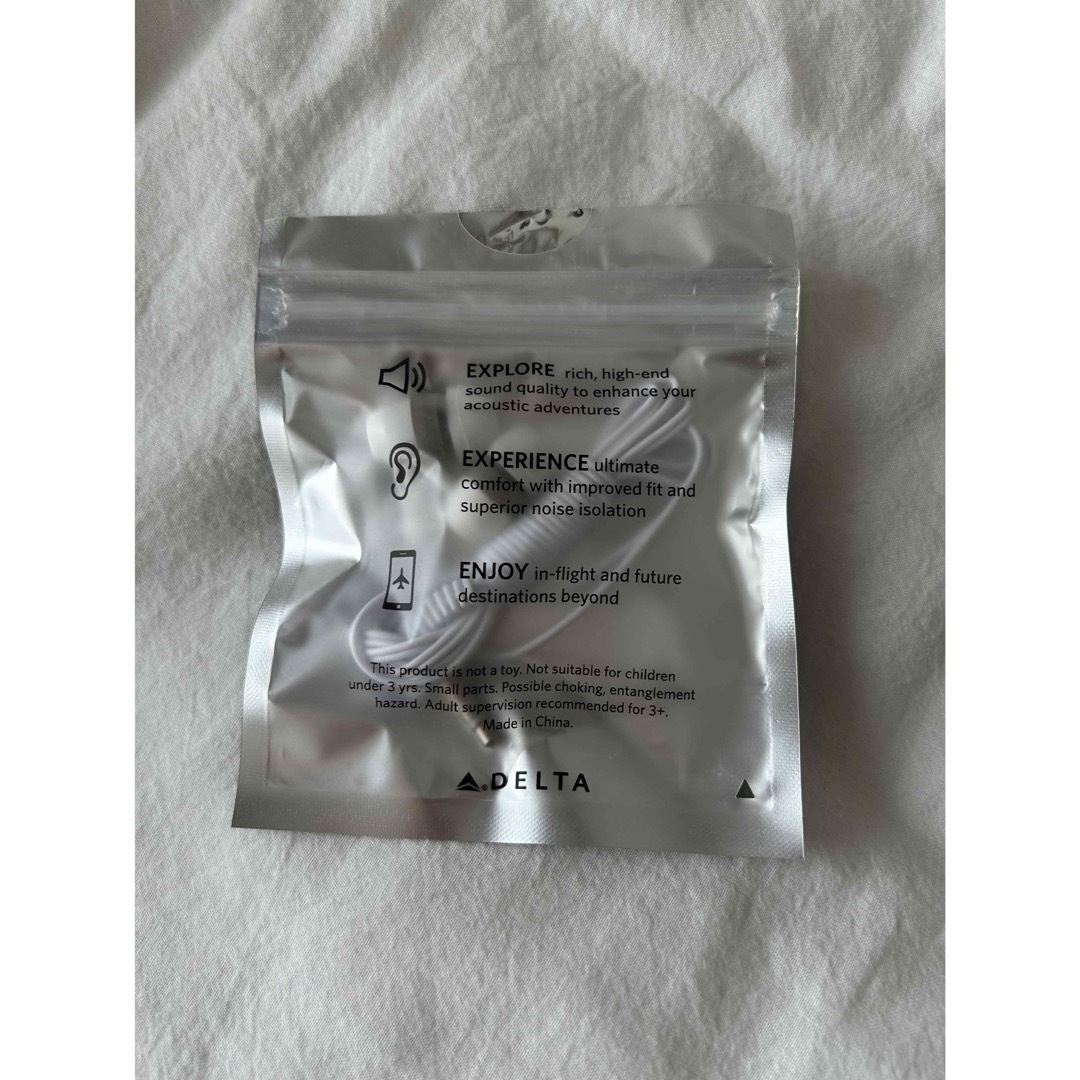 EXPLORE rich, high-end
sound quality to enhance your
acoustic adventures
EXPERIENCE ultimate
comfort with improved fit and
superior noise isolation
ENJOY in-flight and future
destinations beyond
This product is not a toy. Not suitable for children
under 3 yrs. Small parts. Possible choking, entanglement
hazard. Adult supervision recommended for 3+.
Made in China.
®DELTA